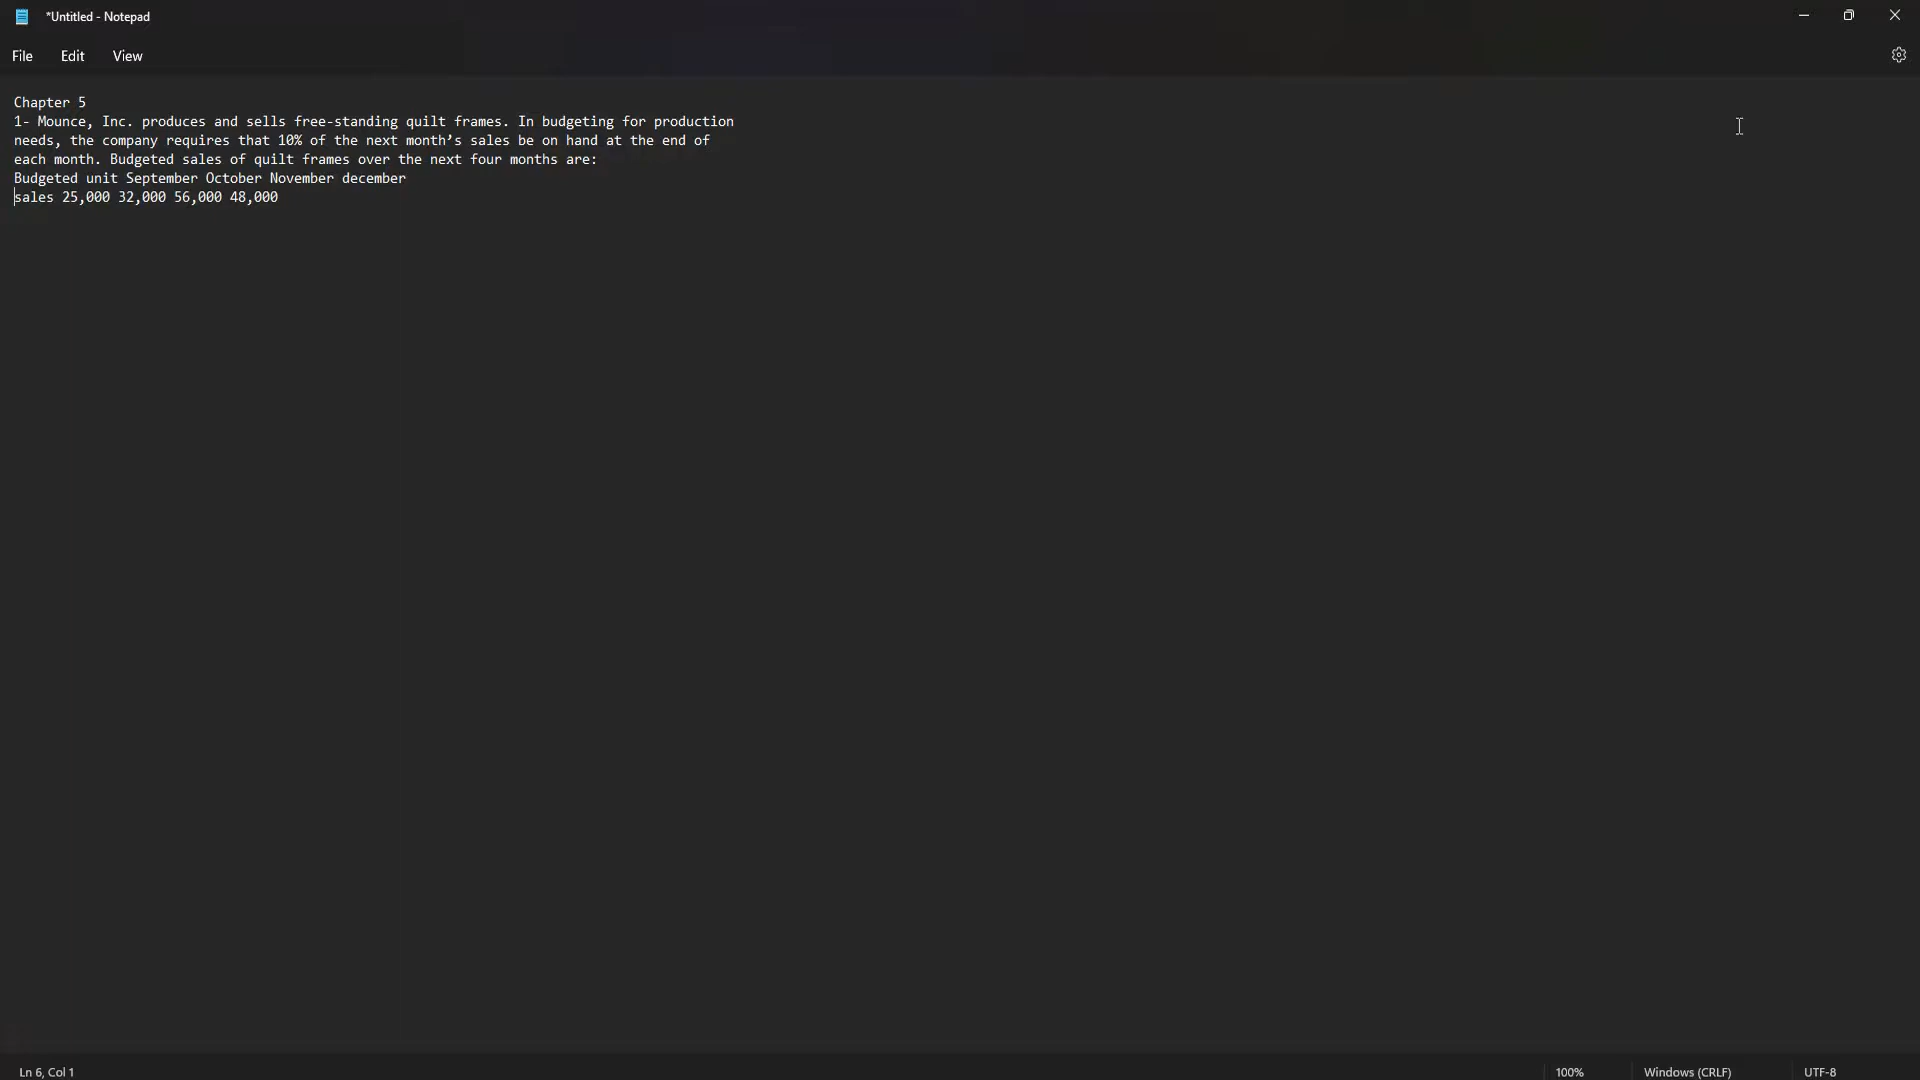 *Untitled - Notepad
File Edit View
Chapter 5
1- Mounce, Inc. produces and sells free-standing quilt frames. In budgeting for production
needs, the company requires that 10% of the next month’s sales be on hand at the end of
each month. Budgeted sales of quilt frames over the next four months are:
Budgeted unit September October November december
sales 25,000 32,000 56,000 48,000
Ln 6, Col 1 100% Windows (CRLF) UTF-8